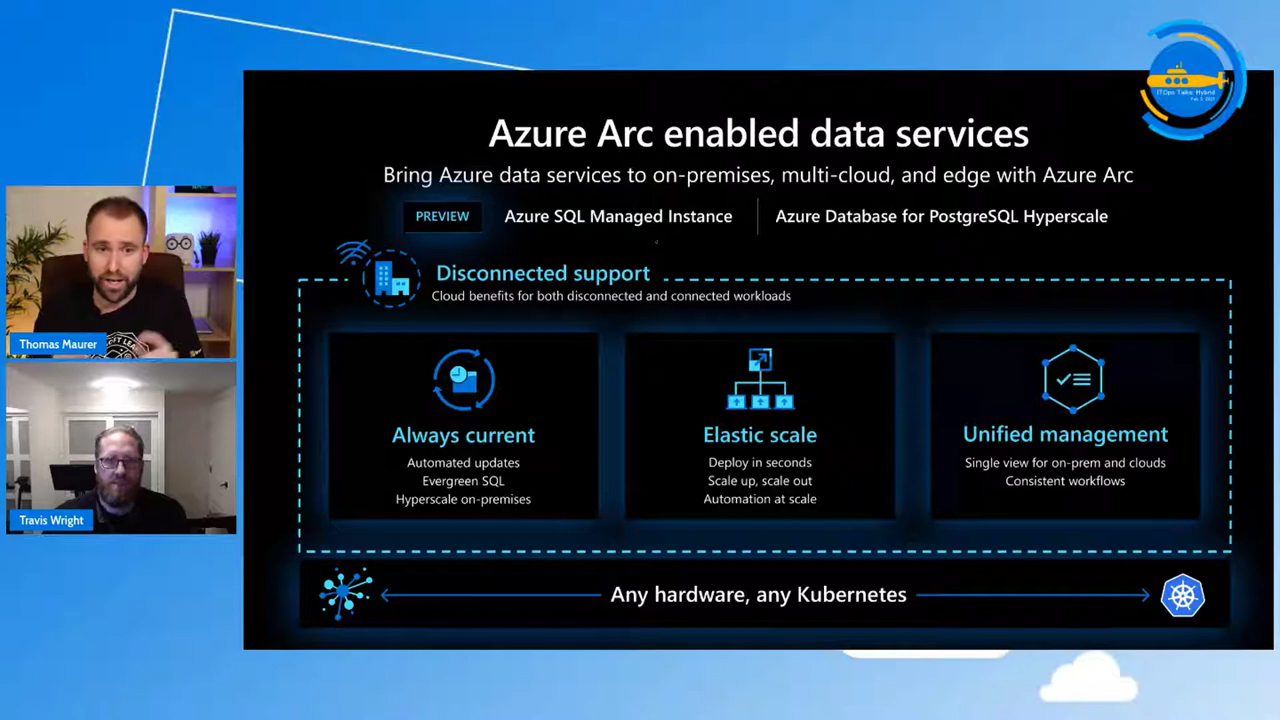 ITOps Talks: Hybrid
Azure Arc enabled data services
Bring Azure data services to on-premises, multi-cloud, and edge with Azure Arc
PREVIEW
Azure SQL Managed Instance
Azure Database for PostgreSQL Hyperscale
Disconnected support
Cloud benefits for both disconnected and connected workloads
Always current
Automated updates
Evergreen SQL
Hyperscale on-premises
Elastic scale
Deploy in seconds
Scale up, scale out
Automation at scale
Unified management
Single view for on-prem and clouds
Consistent workflows
Any hardware, any Kubernetes
Thomas Maurer
Travis Wright